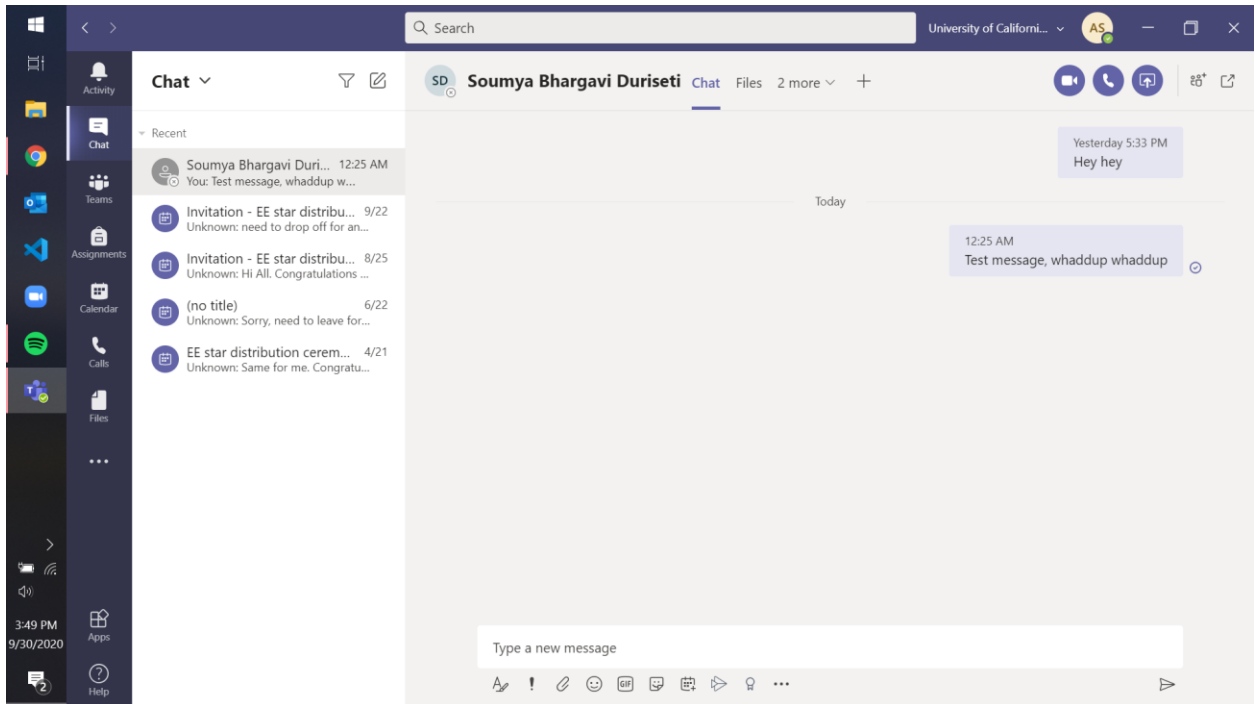 Search
University of Californi...
AS
Activity
Chat
Teams
Assignments
Calendar
Calls
Files
Apps
Help
3:49 PM
9/30/2020
2
Chat
Recent
Soumya Bhargavi Duri... 12:25 AM
You: Test message, whaddup w...
Invitation - EE star distribu... 9/22
Unknown: need to drop off for an...
Invitation - EE star distribu... 8/25
Unknown: Hi All. Congratulations ...
(no title) 6/22
Unknown: Sorry, need to leave for...
EE star distribution cerem... 4/21
Unknown: Same for me. Congratu...
SD Soumya Bhargavi Duriseti Chat Files 2 more
Yesterday 5:33 PM
Hey hey
Today
12:25 AM
Test message, whaddup whaddup
Type a new message
GIF